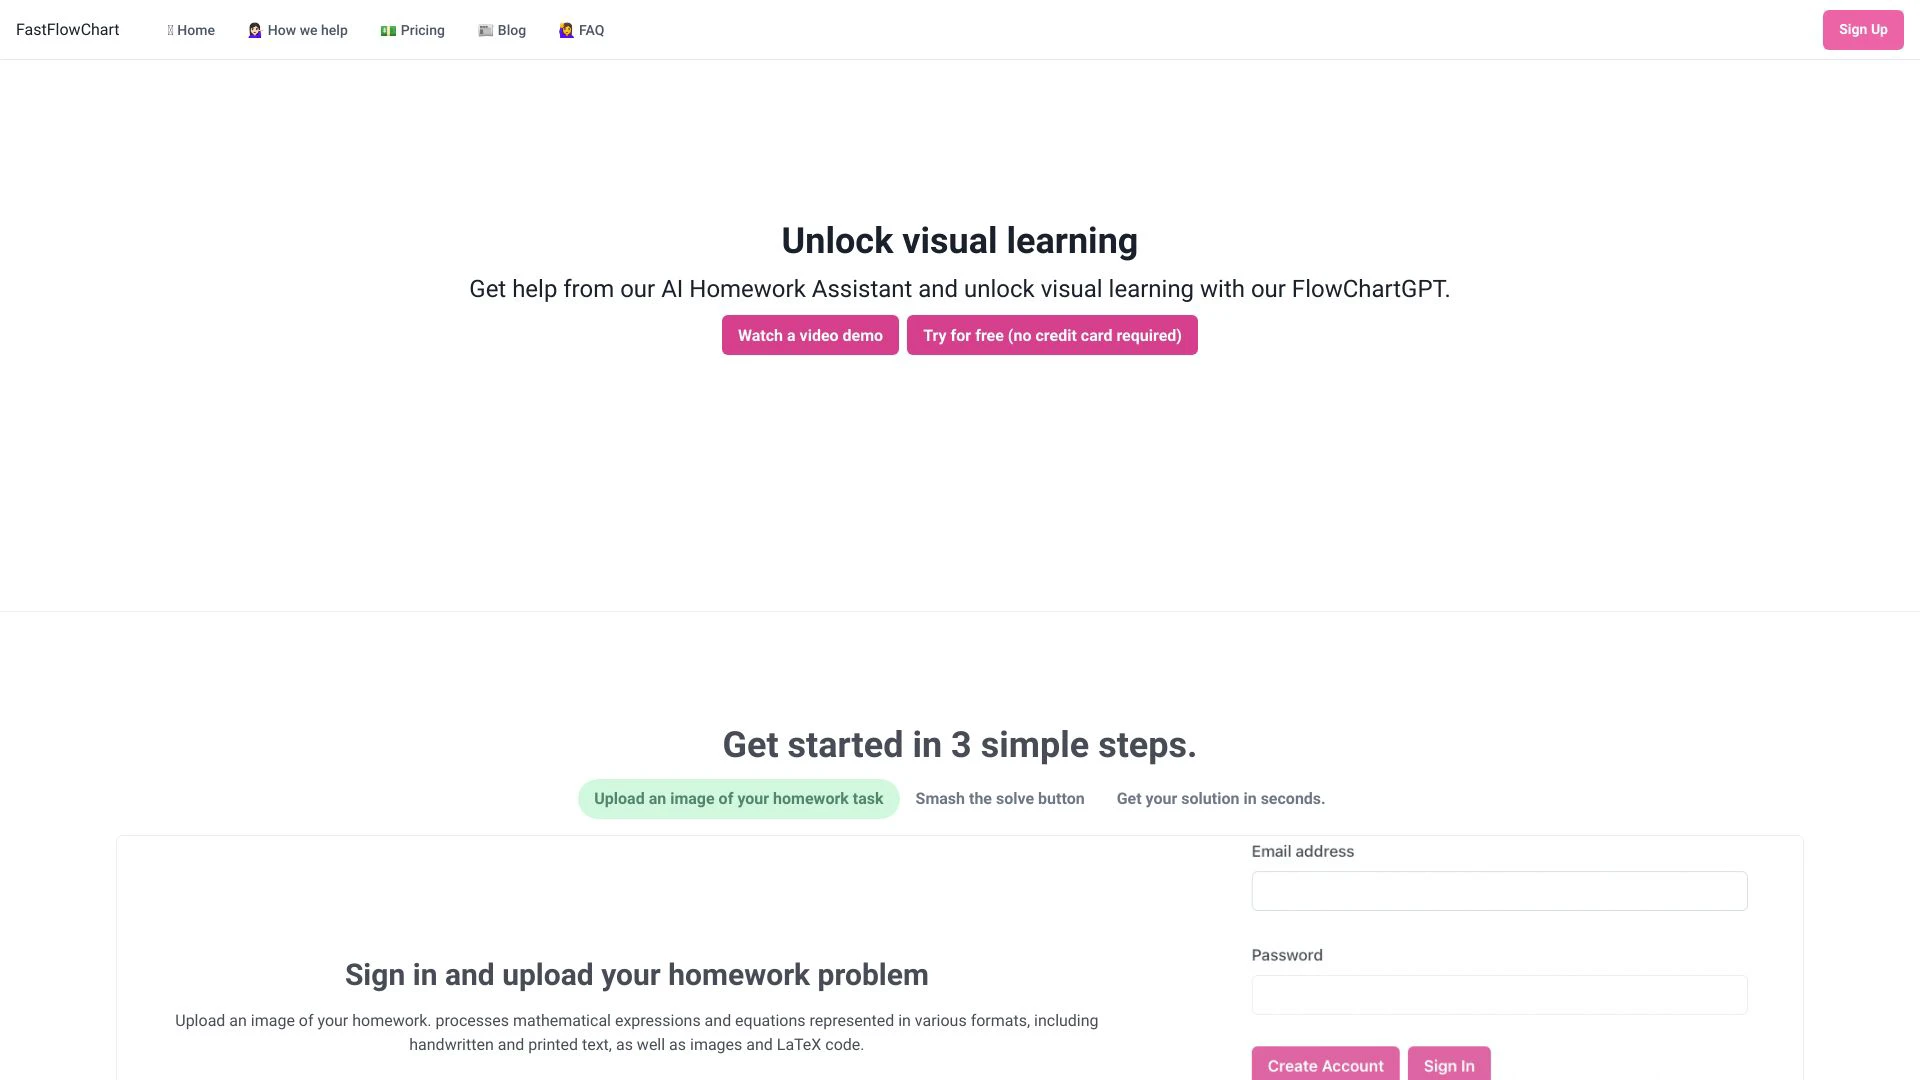 FastFlowChart
Home
🙋🏻‍♀️ How we help
💵 Pricing
📰 Blog
🙋 FAQ
Sign Up
Unlock visual learning
Get help from our AI Homework Assistant and unlock visual learning with our FlowChartGPT.
Watch a video demo
Try for free (no credit card required)
Get started in 3 simple steps.
Upload an image of your homework task
Smash the solve button
Get your solution in seconds.
Sign in and upload your homework problem
Upload an image of your homework. processes mathematical expressions and equations represented in various formats, including
handwritten and printed text, as well as images and LaTeX code.
Email address
Password
Create Account
Sign In